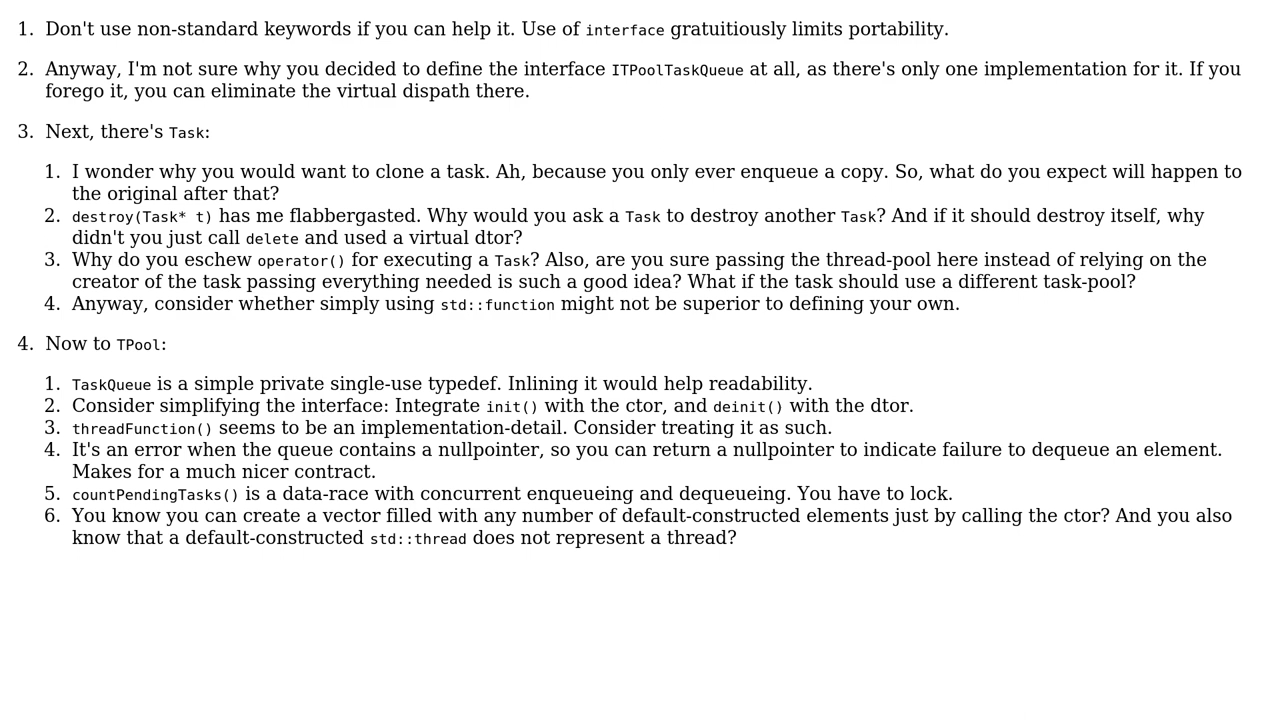 1. Don't use non-standard keywords if you can help it. Use of interface gratuitiously limits portability.
2. Anyway, I'm not sure why you decided to define the interface ITPoolTaskQueue at all, as there's only one implementation for it. If you
forego it, you can eliminate the virtual dispath there.
3. Next, there's Task:
1. I wonder why you would want to clone a task. Ah, because you only ever enqueue a copy. So, what do you expect will happen to
the original after that?
2. destroy(Task* t) has me flabbergasted. Why would you ask a Task to destroy another Task? And if it should destroy itself, why
didn't you just call delete and used a virtual dtor?
3. Why do you eschew operator() for executing a Task? Also, are you sure passing the thread-pool here instead of relying on the
creator of the task passing everything needed is such a good idea? What if the task should use a different task-pool?
4. Anyway, consider whether simply using std::function might not be superior to defining your own.
4. Now to TPool:
1. TaskQueue is a simple private single-use typedef. Inlining it would help readability.
2. Consider simplifying the interface: Integrate init() with the ctor, and deinit() with the dtor.
3. threadFunction() seems to be an implementation-detail. Consider treating it as such.
4. It's an error when the queue contains a nullpointer, so you can return a nullpointer to indicate failure to dequeue an element.
Makes for a much nicer contract.
5. countPendingTasks() is a data-race with concurrent enqueueing and dequeueing. You have to lock.
6. You know you can create a vector filled with any number of default-constructed elements just by calling the ctor? And you also
know that a default-constructed std::thread does not represent a thread?